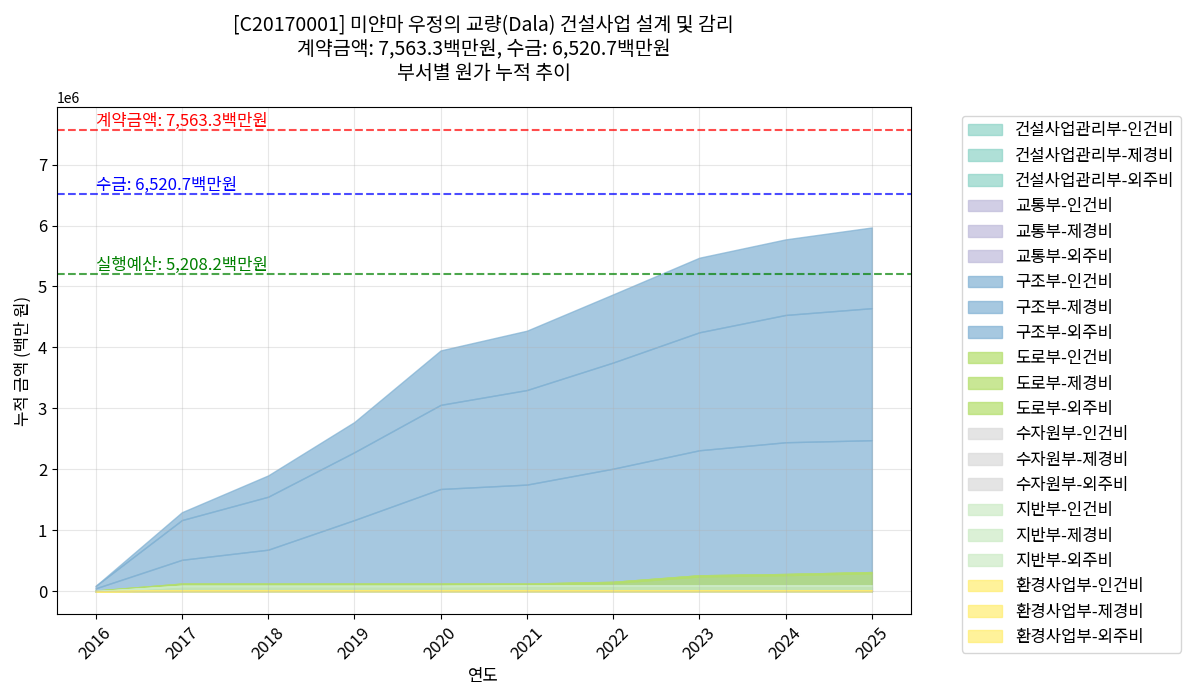 [C20170001] 미얀마 우정의 교량(Dala) 건설사업 설계 및 감리
계약금액: 7,563.3백만원, 수금: 6,520.7백만원
부서별 원가 누적 추이
1e6
계약금액: 7,563.3백만원
수금: 6,520.7백만원
실행예산: 5,208.2백만원
7
6
5
4
3
2
1
0
누적 금액 (백만 원)
2016
2017
2018
2019
2020
2021
2022
2023
2024
2025
연도
건설사업관리부-인건비
건설사업관리부-제경비
건설사업관리부-외주비
교통부-인건비
교통부-제경비
교통부-외주비
구조부-인건비
구조부-제경비
구조부-외주비
도로부-인건비
도로부-제경비
도로부-외주비
수자원부-인건비
수자원부-제경비
수자원부-외주비
지반부-인건비
지반부-제경비
지반부-외주비
환경사업부-인건비
환경사업부-제경비
환경사업부-외주비